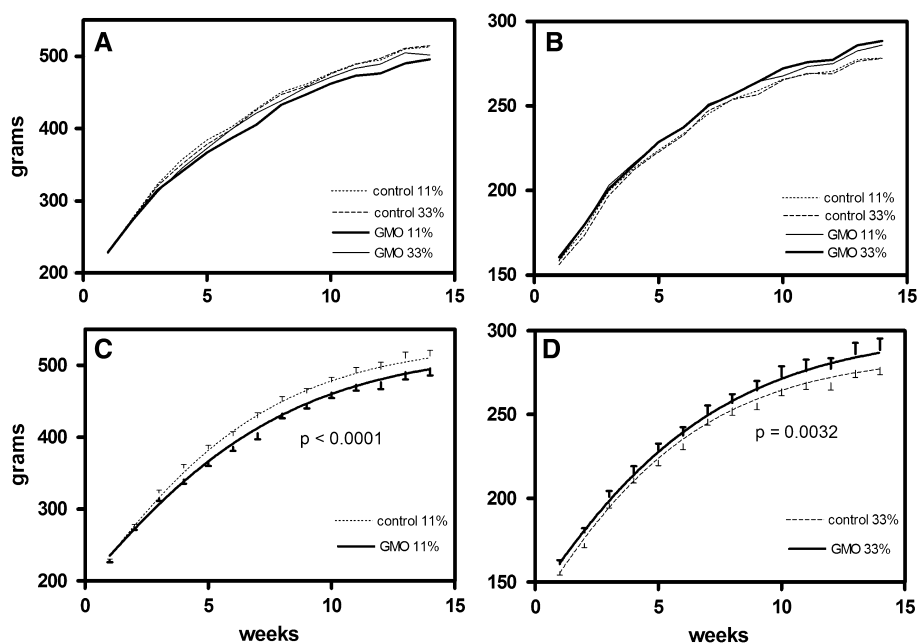 A
500
400
300
200
grams
control 11%
control 33%
GMO 11%
GMO 33%
0 5 10 15
B
300
250
200
150
control 11%
control 33%
GMO 11%
GMO 33%
0 5 10 15
C
500
400
300
200
grams
p < 0.0001
control 11%
GMO 11%
0 5 10 15
weeks
D
300
250
200
150
p = 0.0032
control 33%
GMO 33%
0 5 10 15
weeks